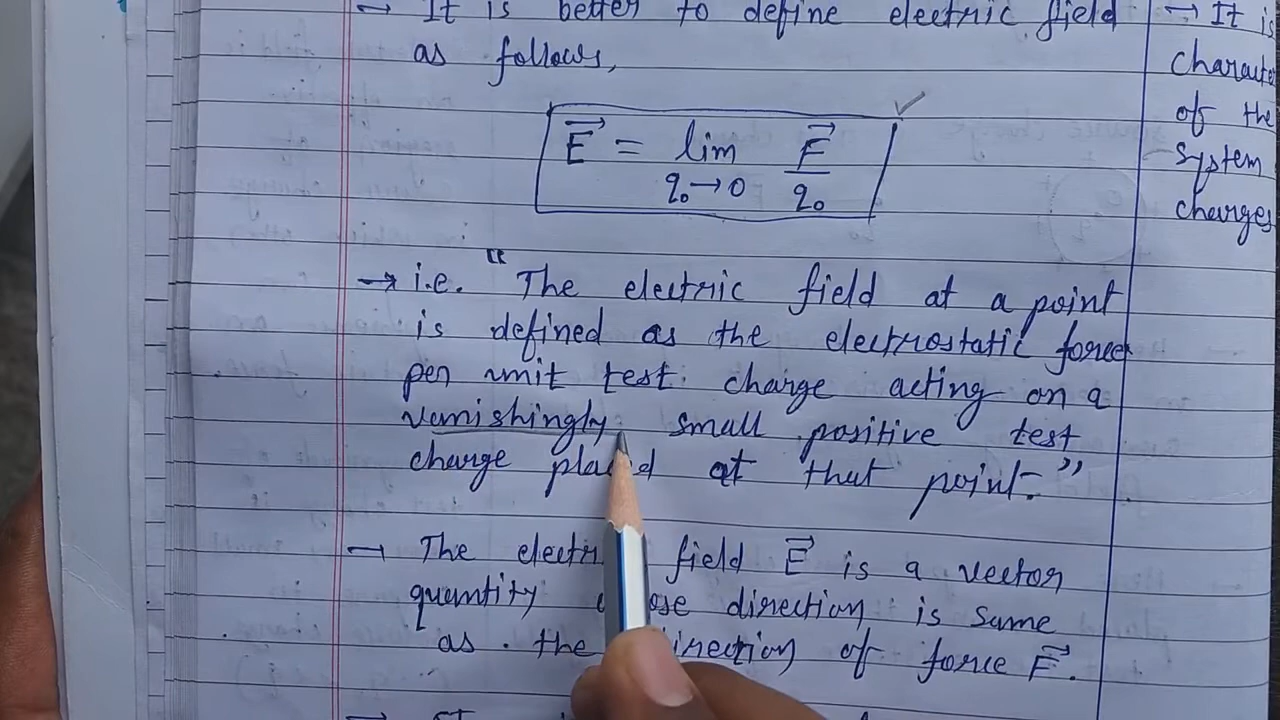 → It is better to define electric field
as follows,
E⃗ = lim F⃗
q₀→0 q₀
→ i.e. "The electric field at a point
is defined as the electrostatic force
per unit test charge acting on a
vanishingly small positive test
charge placed at that point."
→ The field E⃗ is a vector
quantity direction is same
as the direction of force F⃗.
→ It is
of the
System
charges